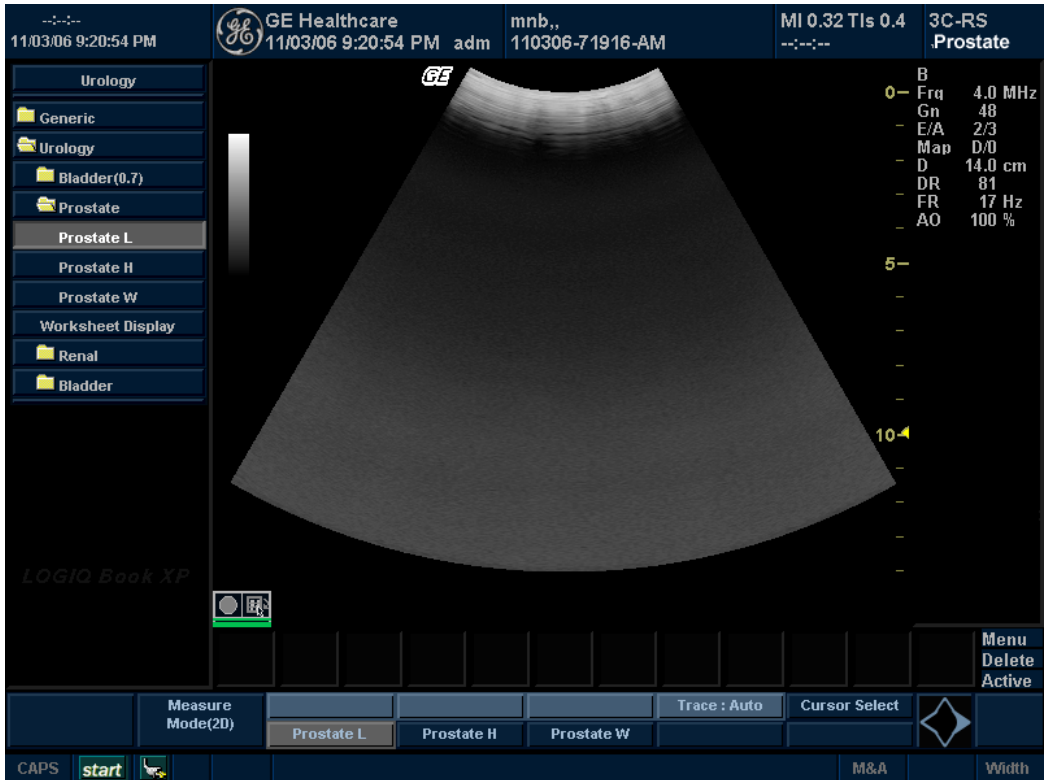 --:--:--
11/03/06 9:20:54 PM
GE
GE Healthcare
11/03/06 9:20:54 PM adm
mnb,,
110306-71916-AM
MI 0.32 TIs 0.4
--:--:--
3C-RS
Prostate
Urology
Generic
Urology
Bladder(0.7)
Prostate
Prostate L
Prostate H
Prostate W
Worksheet Display
Renal
Bladder
LOGIQ Book XP
GE
0
5
10
B
Frq 4.0 MHz
Gn 48
E/A 2/3
Map D/0
D 14.0 cm
DR 81
FR 17 Hz
AO 100 %
Menu
Delete
Active
Measure
Mode(2D)
Trace : Auto
Cursor Select
Prostate L
Prostate H
Prostate W
CAPS
start
M&A
Width